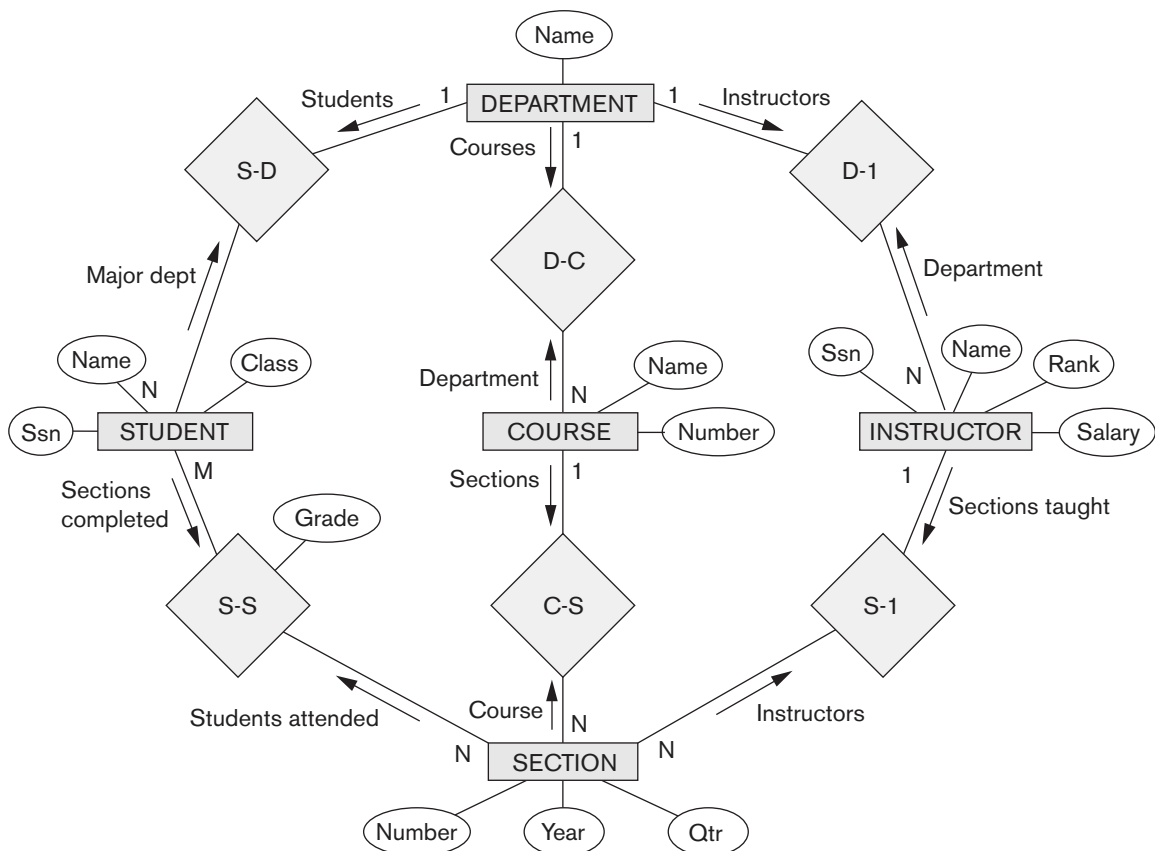 Name
Students
1
DEPARTMENT
1
Instructors
Courses
1
S-D
D-1
D-C
Major dept
Department
Name
Class
N
Department
N
Name
Ssn
Name
Rank
N
Ssn
STUDENT
COURSE
Number
INSTRUCTOR
Salary
M
Sections
completed
Sections
1
1
Sections taught
Grade
S-S
C-S
S-1
Students attended
Course
Instructors
N
N
N
SECTION
Number
Year
Qtr